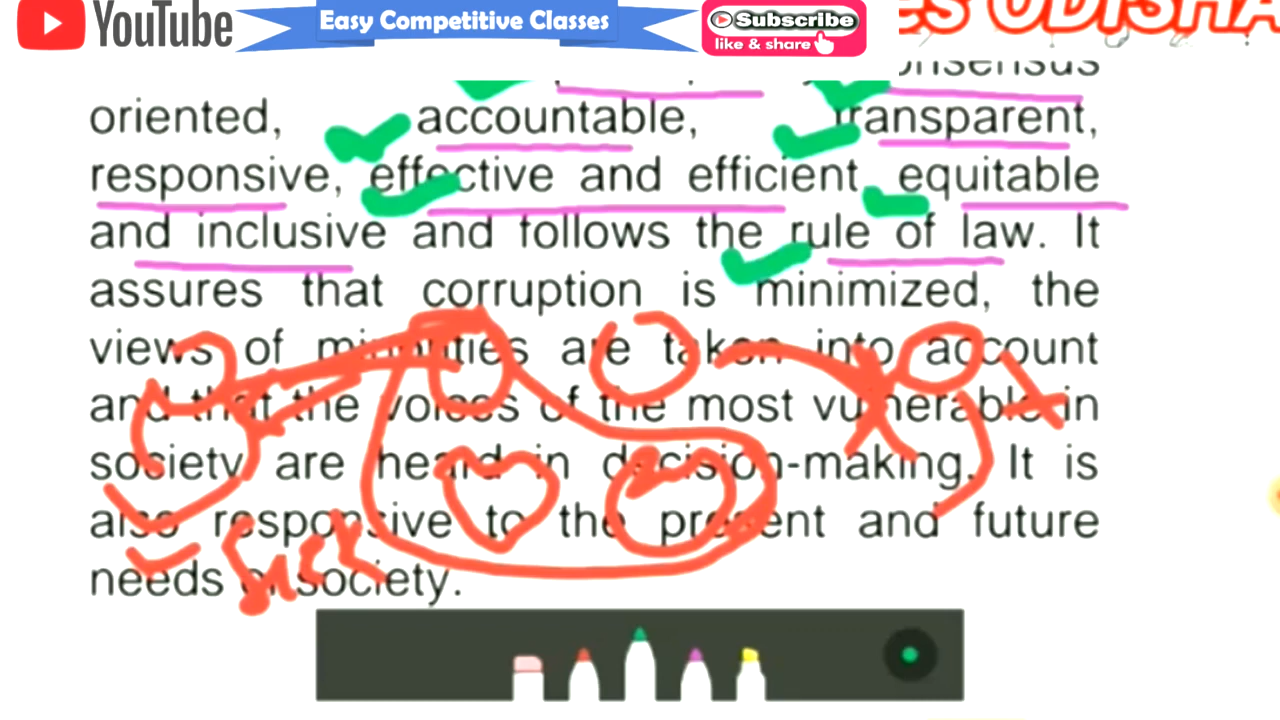 YouTube
Easy Competitive Classes
Subscribe
like & share
es ODISHA
onsensus
oriented, accountable, transparent,
responsive, effective and efficient, equitable
and inclusive and follows the rule of law. It
assures that corruption is minimized, the
views of minorities are taken into account
and that the voices of the most vulnerable in
society are heard in decision-making. It is
also responsive to the present and future
needs of society.